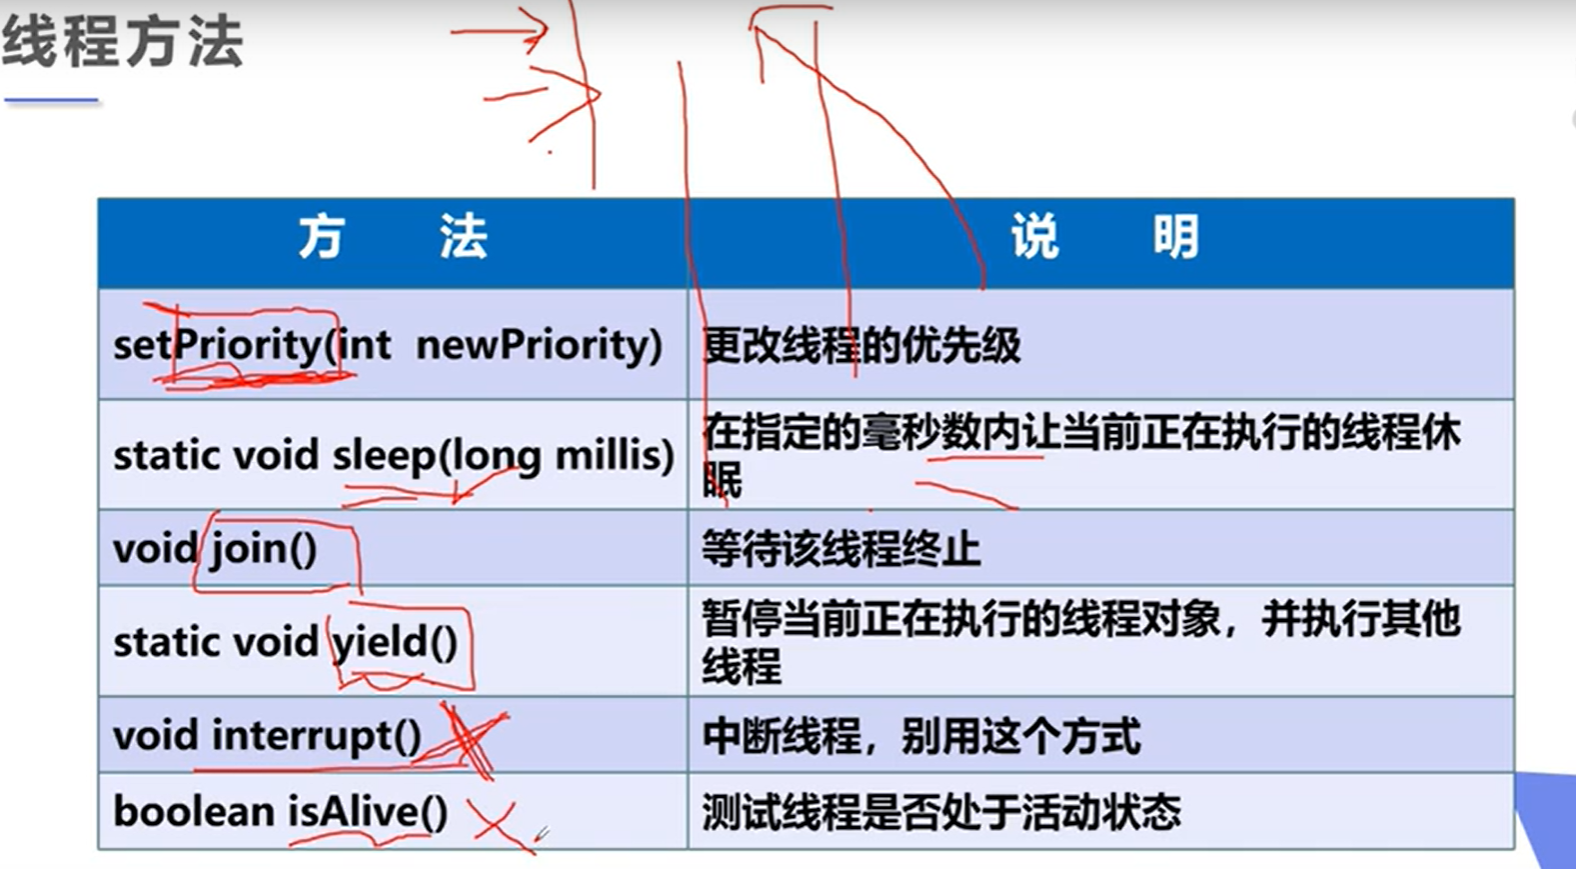 线程方法
方 法
说 明
setPriority(int newPriority)
更改线程的优先级
static void sleep(long millis)
在指定的毫秒数内让当前正在执行的线程休
眠
void join()
等待该线程终止
static void yield()
暂停当前正在执行的线程对象，并执行其他
线程
void interrupt()
中断线程，别用这个方式
boolean isAlive()
测试线程是否处于活动状态